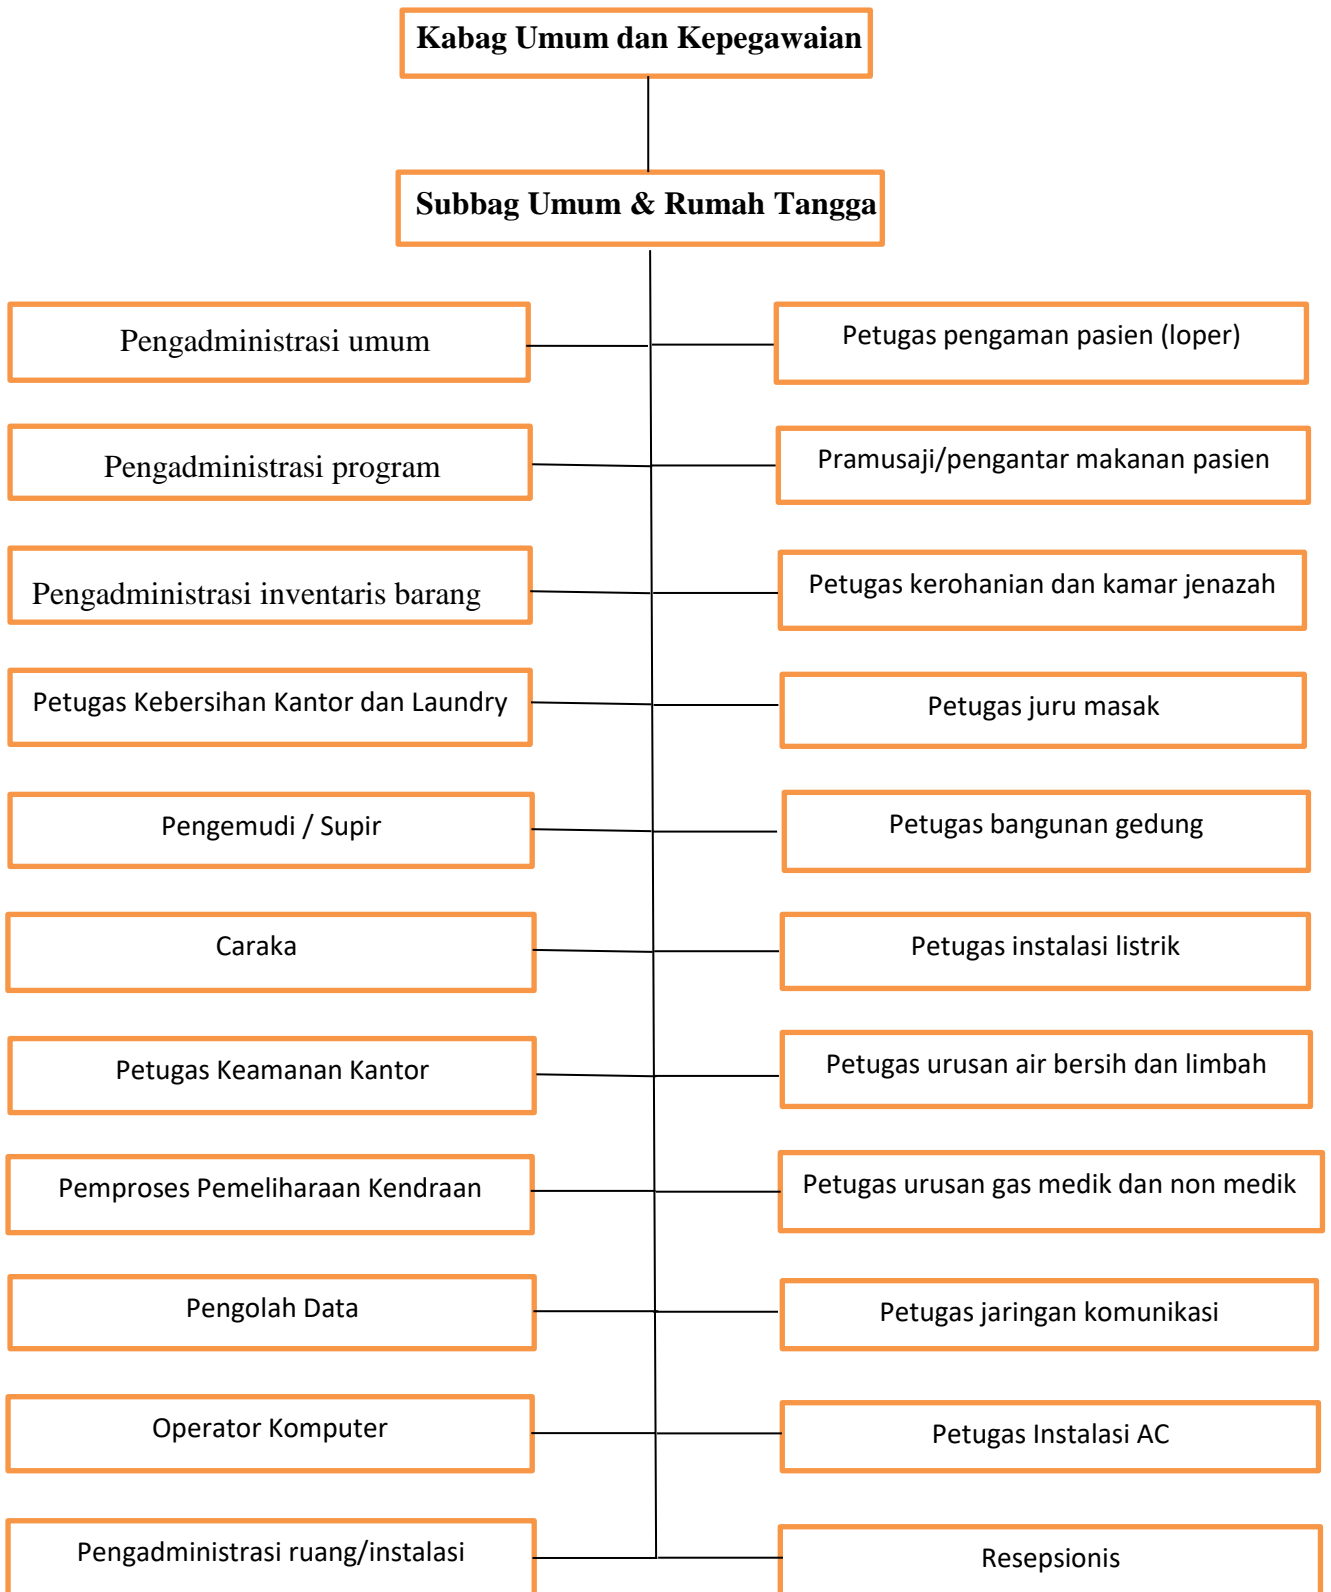 Kabag Umum dan Kepegawaian
Subbag Umum & Rumah Tangga
Pengadministrasi umum
Petugas pengaman pasien (loper)
Pengadministrasi program
Pramusaji/pengantar makanan pasien
Pengadministrasi inventaris barang
Petugas kerohanian dan kamar jenazah
Petugas Kebersihan Kantor dan Laundry
Petugas juru masak
Pengemudi / Supir
Petugas bangunan gedung
Caraka
Petugas instalasi listrik
Petugas Keamanan Kantor
Petugas urusan air bersih dan limbah
Pemproses Pemeliharaan Kendraan
Petugas urusan gas medik dan non medik
Pengolah Data
Petugas jaringan komunikasi
Operator Komputer
Petugas Instalasi AC
Pengadministrasi ruang/instalasi
Resepsionis